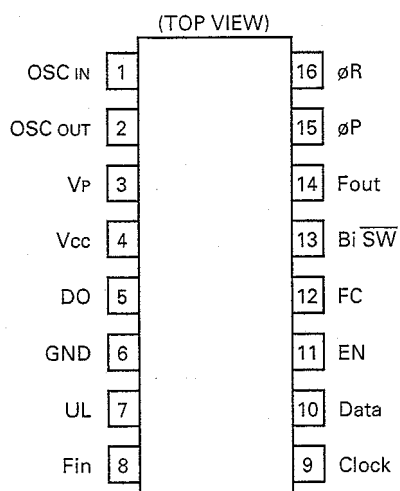 (TOP VIEW)
OSC IN 1 16 øR
OSC OUT 2 15 øP
VP 3 14 Fout
Vcc 4 13 Bi S̅W̅
DO 5 12 FC
GND 6 11 EN
UL 7 10 Data
Fin 8 9 Clock